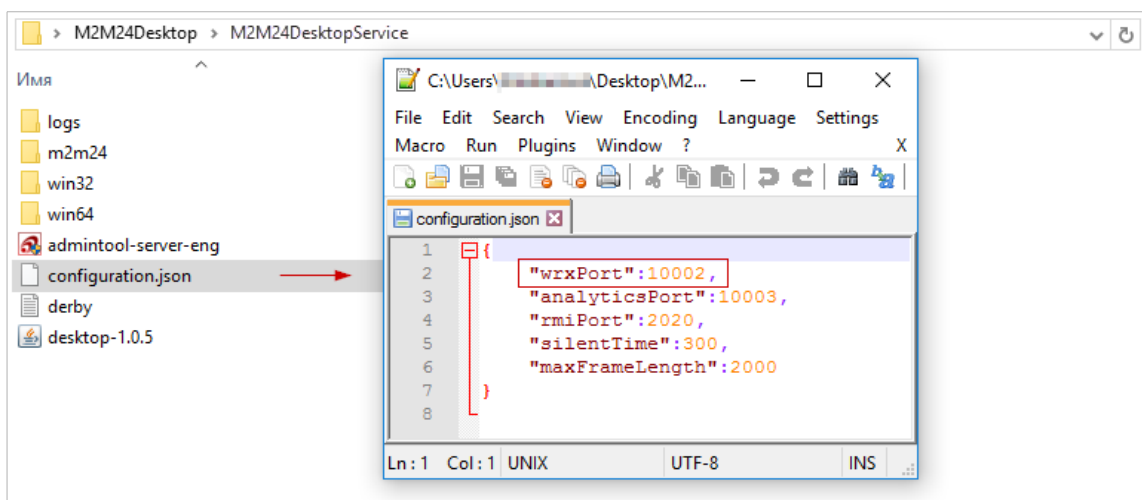 > M2M24Desktop > M2M24DesktopService
Имя
logs
m2m24
win32
win64
admintool-server-eng
configuration.json
derby
desktop-1.0.5
C:\Users\ \Desktop\M2...
File Edit Search View Encoding Language Settings
Macro Run Plugins Window ? X
configuration.json
1 {
2 "wrxPort":10002,
3 "analyticsPort":10003,
4 "rmiPort":2020,
5 "silentTime":300,
6 "maxFrameLength":2000
7 }
8
Ln : 1 Col : 1 UNIX UTF-8 INS